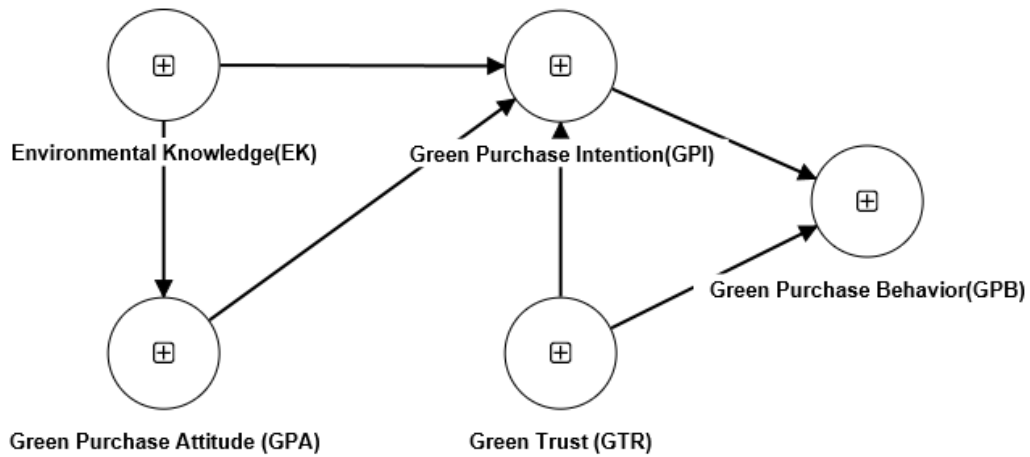 Environmental Knowledge(EK)
Green Purchase Intention(GPI)
Green Purchase Behavior(GPB)
Green Purchase Attitude (GPA)
Green Trust (GTR)